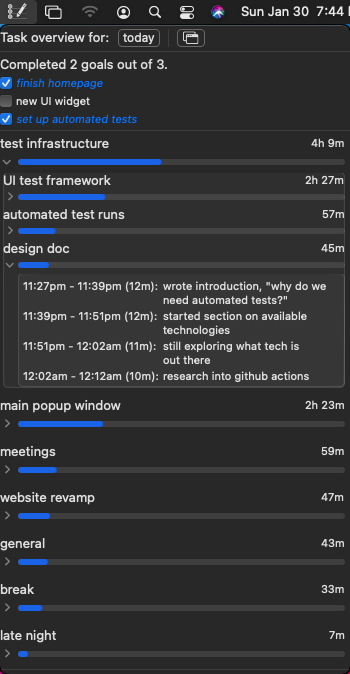 Sun Jan 30 7:44
Task overview for: today
Completed 2 goals out of 3.
finish homepage
new UI widget
set up automated tests
test infrastructure 4h 9m
UI test framework 2h 27m
automated test runs 57m
design doc 45m
11:27pm - 11:39pm (12m): wrote introduction, "why do we
need automated tests?"
11:39pm - 11:51pm (12m): started section on available
technologies
11:51pm - 12:02am (11m): still exploring what tech is
out there
12:02am - 12:12am (10m): research into github actions
main popup window 2h 23m
meetings 59m
website revamp 47m
general 43m
break 33m
late night 7m